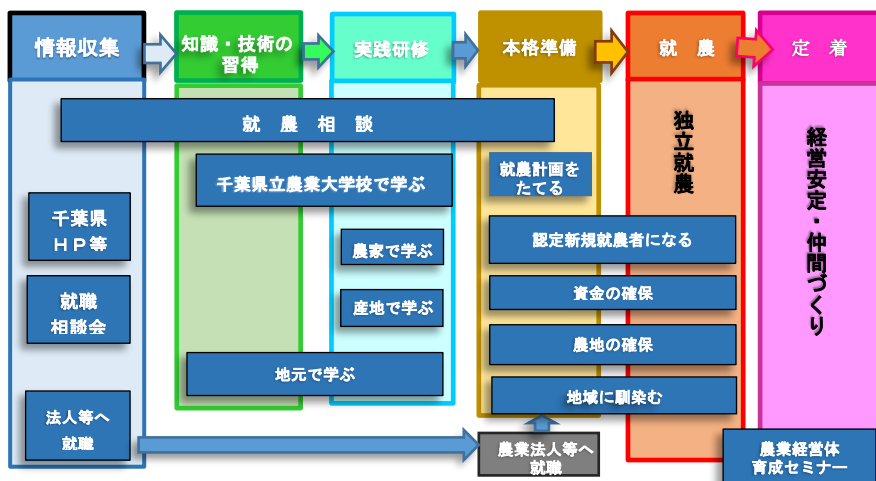 情報収集
知識・技術の
習得
実践研修
本格準備
就 農
定 着
就 農 相 談
千葉県立農業大学校で学ぶ
就農計画を
たてる
独立就農
経営安定・仲間づくり
千葉県
ＨＰ等
認定新規就農者になる
農家で学ぶ
就職
相談会
資金の確保
産地で学ぶ
農地の確保
地元で学ぶ
地域に馴染む
法人等へ
就職
農業法人等へ
就職
農業経営体
育成セミナー